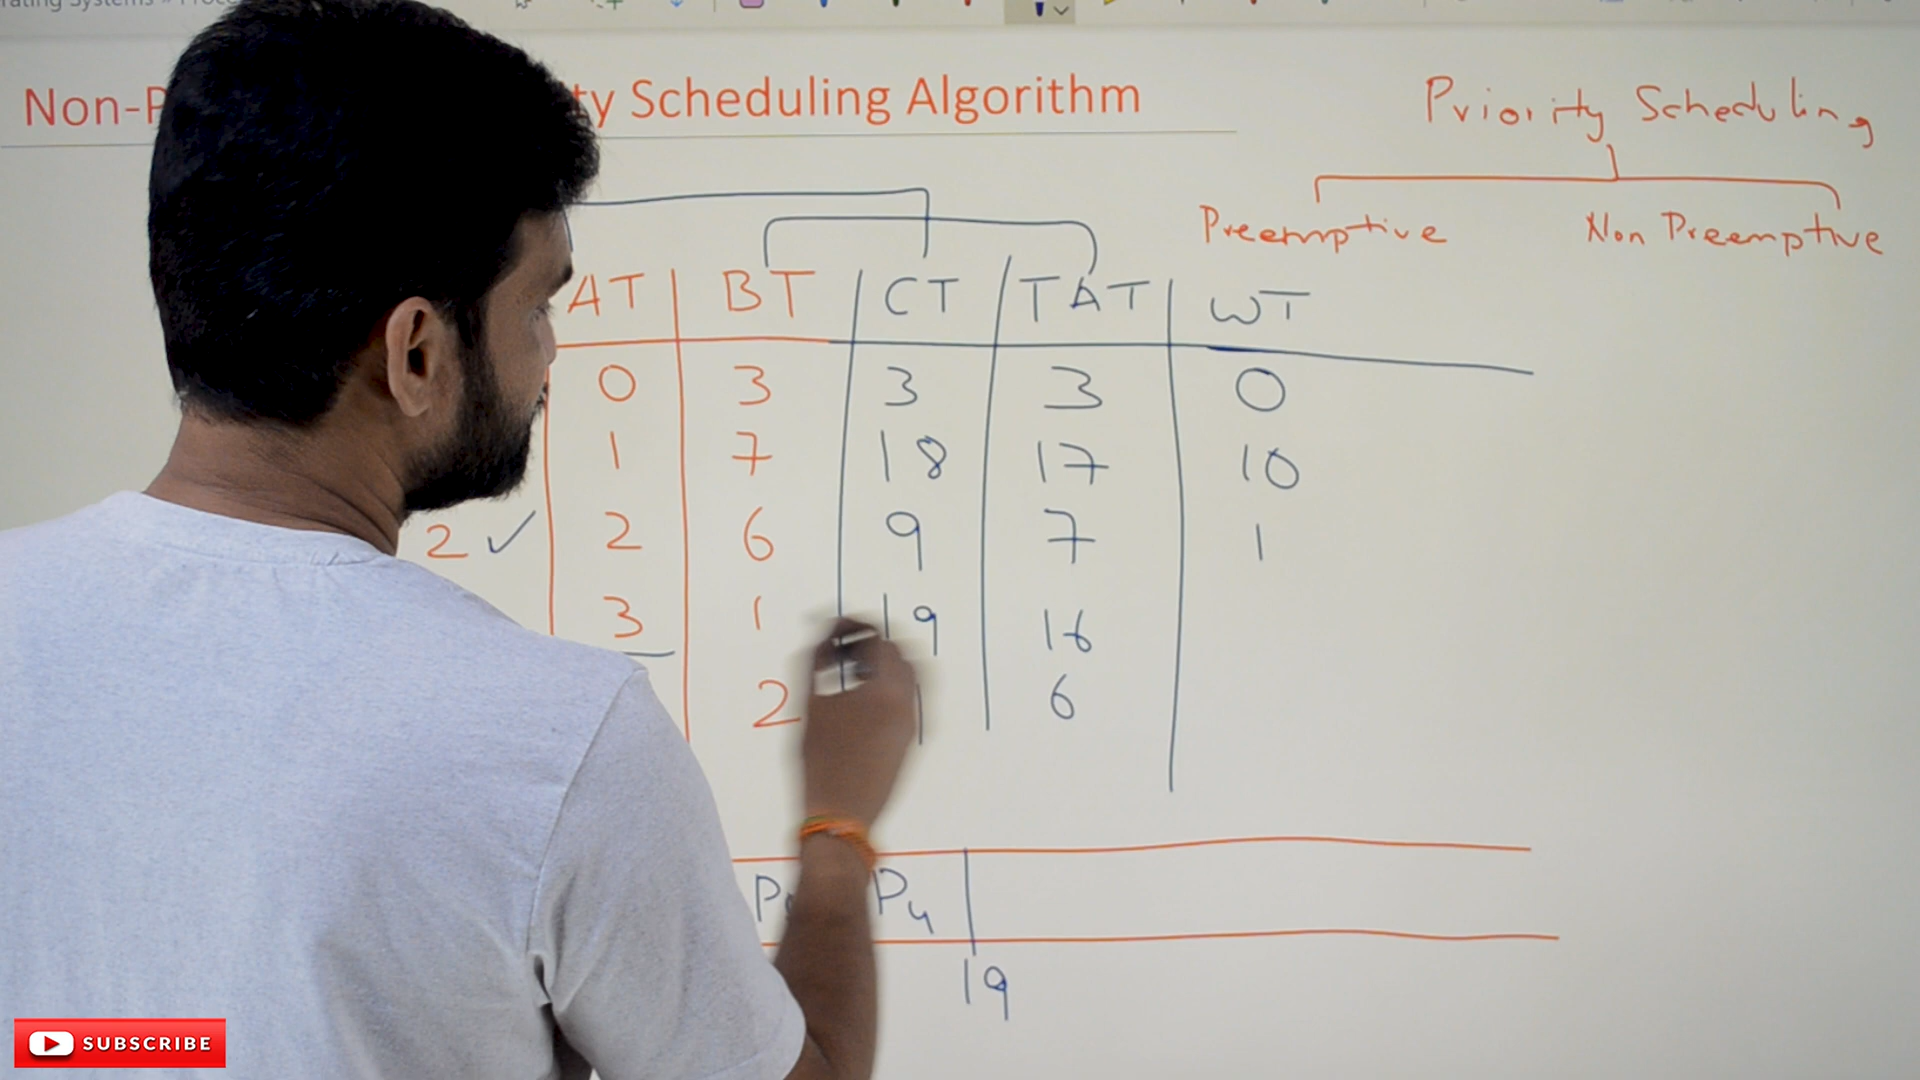 Non-P ty Scheduling Algorithm
Priority Scheduling
Preemptive Non Preemptive
AT BT CT TAT WT
0 3 3 3 0
1 7 18 17 10
2 2 6 9 7 1
3 1 19 16
2 1 6
P P4
19
SUBSCRIBE